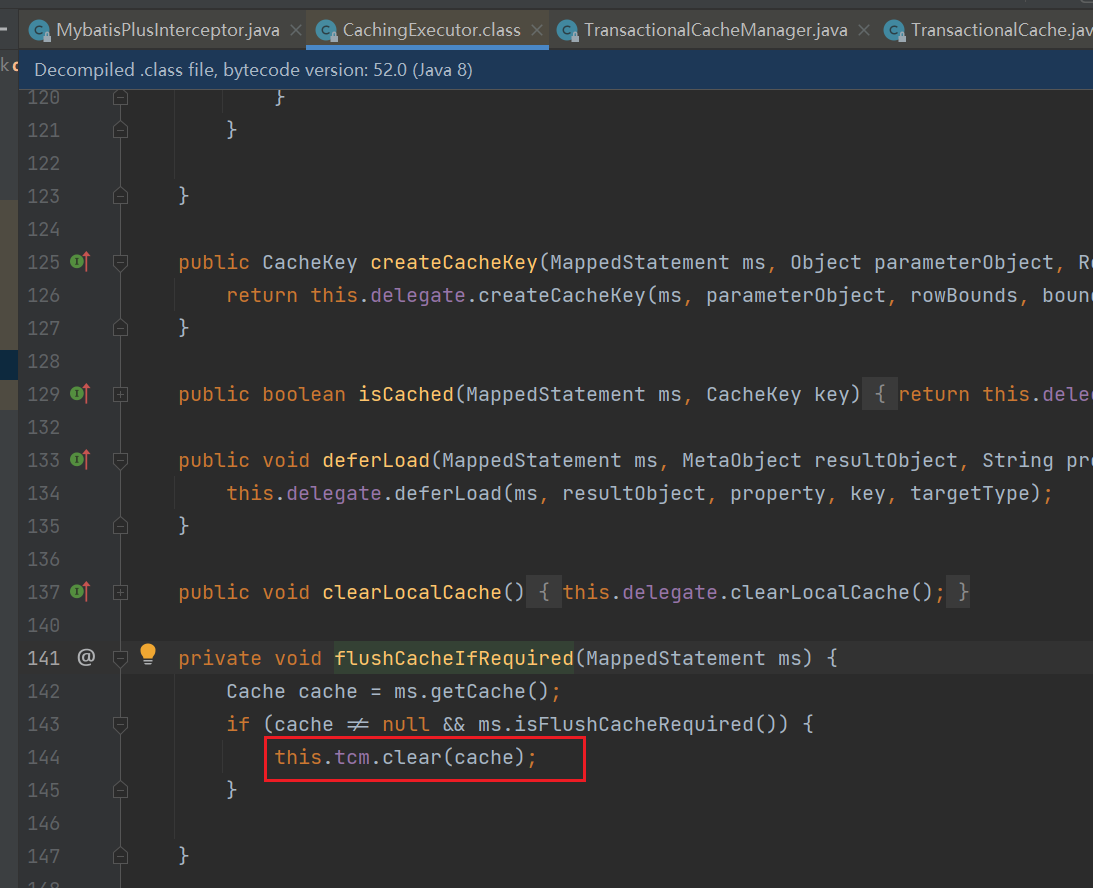 MybatisPlusInterceptor.java CachingExecutor.class TransactionalCacheManager.java TransactionalCache.jav
Decompiled .class file, bytecode version: 52.0 (Java 8)
120 }
121 }
122
123 }
124
125 public CacheKey createCacheKey(MappedStatement ms, Object parameterObject, R
126 return this.delegate.createCacheKey(ms, parameterObject, rowBounds, boun
127 }
128
129 public boolean isCached(MappedStatement ms, CacheKey key) { return this.dele
132
133 public void deferLoad(MappedStatement ms, MetaObject resultObject, String pr
134 this.delegate.deferLoad(ms, resultObject, property, key, targetType);
135 }
136
137 public void clearLocalCache() { this.delegate.clearLocalCache(); }
140
141 @ private void flushCacheIfRequired(MappedStatement ms) {
142 Cache cache = ms.getCache();
143 if (cache ≠ null && ms.isFlushCacheRequired()) {
144 this.tcm.clear(cache);
145 }
146
147 }